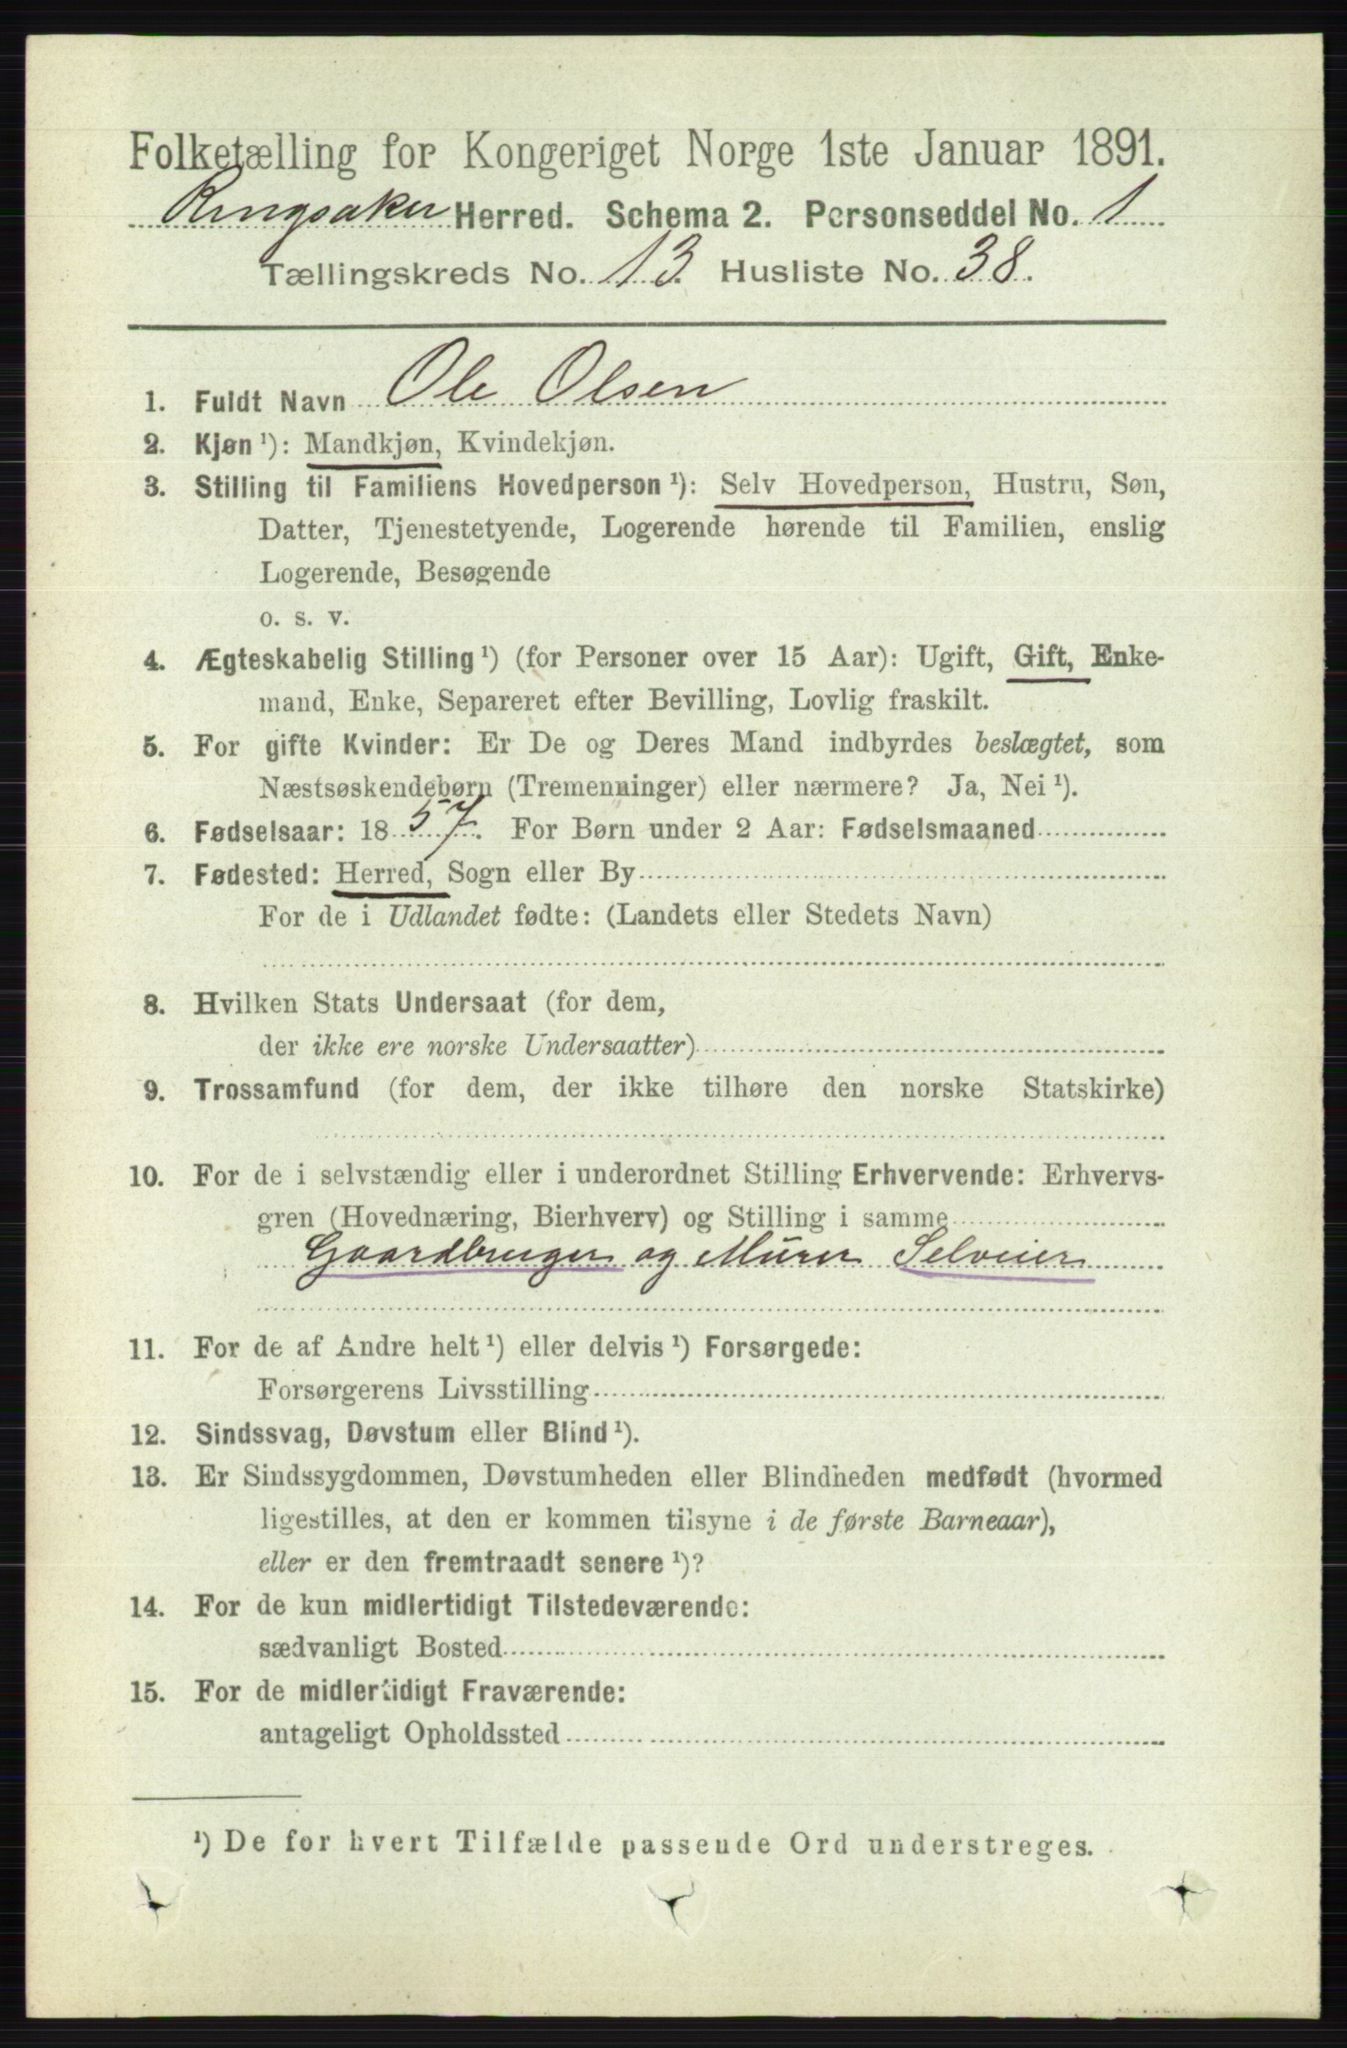 Folketælling for Kongeriget Norge 1ste Januar 1891.
Ringsaker Herred. Schema 2. Personseddel No. 1
Tællingskreds No. 13. Husliste No. 38.
1. Fuldt Navn Ole Olsen
2. Kjøn ¹): Mandkjøn, Kvindekjøn.
3. Stilling til Familiens Hovedperson ¹): Selv Hovedperson, Hustru, Søn,
Datter, Tjenestetyende, Logerende hørende til Familien, enslig
Logerende, Besøgende
o. s. v.
4. Ægteskabelig Stilling ¹) (for Personer over 15 Aar): Ugift, Gift, Enke-
mand, Enke, Separeret efter Bevilling, Lovlig fraskilt.
5. For gifte Kvinder: Er De og Deres Mand indbyrdes beslægtet, som
Næstsøskendebørn (Tremenninger) eller nærmere? Ja, Nei ¹).
6. Fødselsaar: 1857. For Børn under 2 Aar: Fødselsmaaned
7. Fødested: Herred, Sogn eller By
For de i Udlandet fødte: (Landets eller Stedets Navn)
8. Hvilken Stats Undersaat (for dem,
der ikke ere norske Undersaatter)
9. Trossamfund (for dem, der ikke tilhøre den norske Statskirke)
10. For de i selvstændig eller i underordnet Stilling Erhvervende: Erhvervs-
gren (Hovednæring, Bierhverv) og Stilling i samme
Gaardbruger og Murer Selveier
11. For de af Andre helt ¹) eller delvis ¹) Forsørgede:
Forsørgerens Livsstilling
12. Sindssvag, Døvstum eller Blind ¹).
13. Er Sindssygdommen, Døvstumheden eller Blindheden medfødt (hvormed
ligestilles, at den er kommen tilsyne i de første Barneaar),
eller er den fremtraadt senere ¹)?
14. For de kun midlertidigt Tilstedeværende:
sædvanligt Bosted
15. For de midlertidigt Fraværende:
antageligt Opholdssted
¹) De for hvert Tilfælde passende Ord understreges.